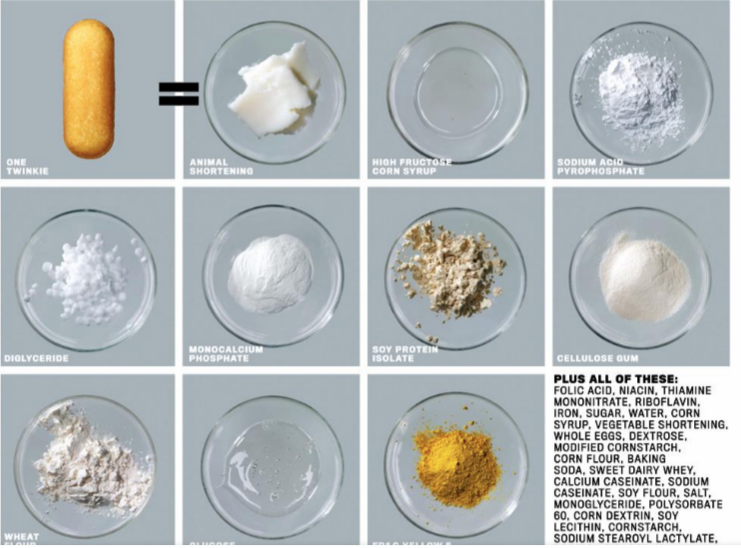 ONE
TWINKIE
=
ANIMAL
SHORTENING
HIGH FRUCTOSE
CORN SYRUP
SODIUM ACID
PYROPHOSPHATE
DIGLYCERIDE
MONOCALCIUM
PHOSPHATE
SOY PROTEIN
ISOLATE
CELLULOSE GUM
WHEAT
FLOUR
GLUCOSE
FD&C YELLOW 5
PLUS ALL OF THESE:
FOLIC ACID, NIACIN, THIAMINE
MONONITRATE, RIBOFLAVIN,
IRON, SUGAR, WATER, CORN
SYRUP, VEGETABLE SHORTENING,
WHOLE EGGS, DEXTROSE,
MODIFIED CORNSTARCH,
CORN FLOUR, BAKING
SODA, SWEET DAIRY WHEY,
CALCIUM CASEINATE, SODIUM
CASEINATE, SOY FLOUR, SALT,
MONOGLYCERIDE, POLYSORBATE
60, CORN DEXTRIN, SOY
LECITHIN, CORNSTARCH,
SODIUM STEAROYL LACTYLATE,